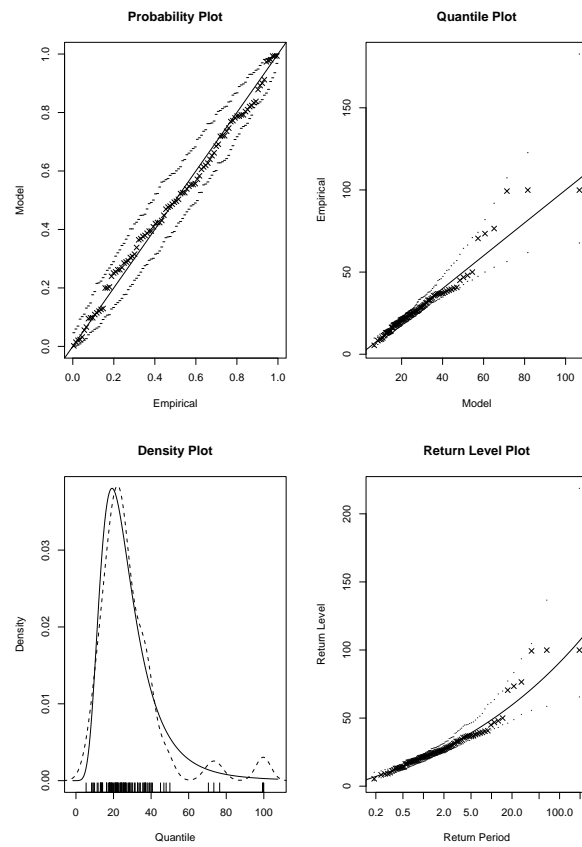 Probability Plot
Model
0.0 0.2 0.4 0.6 0.8 1.0
0.0 0.2 0.4 0.6 0.8 1.0
Empirical
Quantile Plot
Empirical
0 50 100 150
20 40 60 80 100
Model
Density Plot
Density
0.00 0.01 0.02 0.03
0 20 40 60 80 100
Quantile
Return Level Plot
Return Level
0 50 100 150 200
0.2 0.5 2.0 5.0 20.0 100.0
Return Period